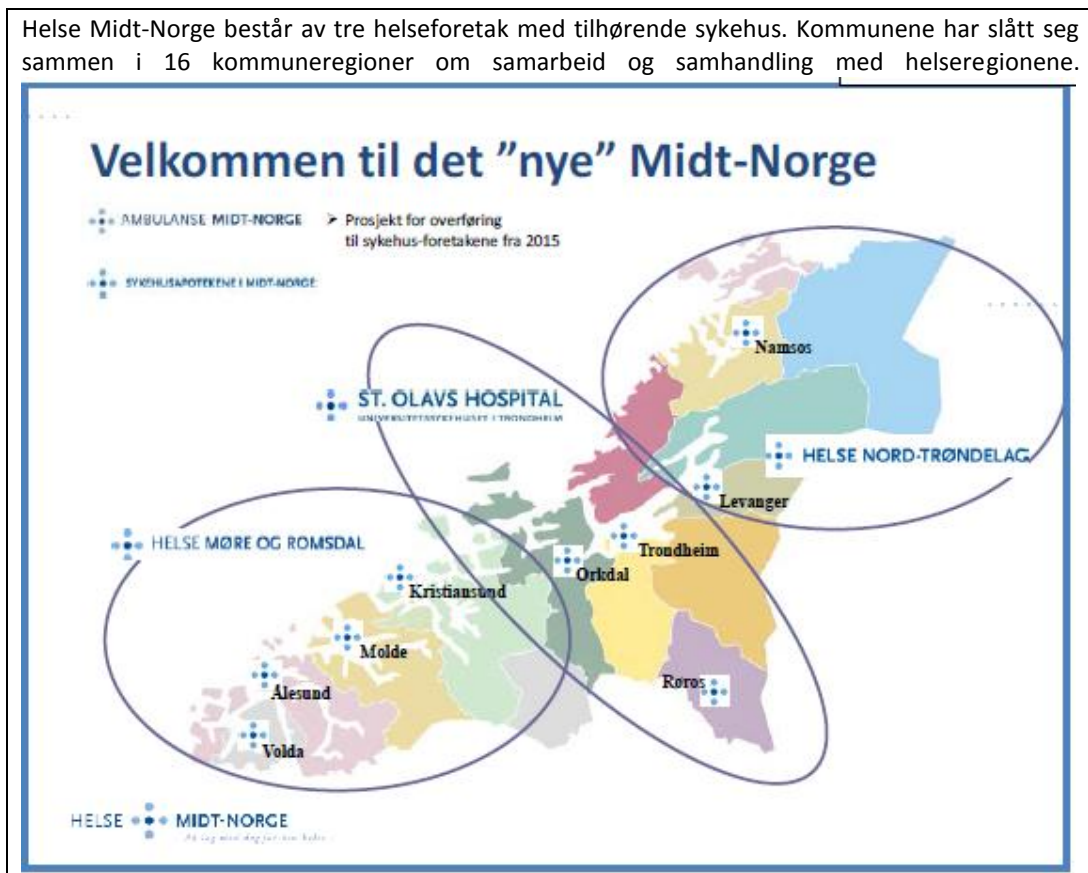 Helse Midt-Norge består av tre helseforetak med tilhørende sykehus. Kommunene har slått seg
sammen i 16 kommuneregioner om samarbeid og samhandling med helseregionene.
Velkommen til det ”nye” Midt-Norge
AMBULANSE MIDT-NORGE
➢ Prosjekt for overføring
til sykehus-foretakene fra 2015
SYKEHUSAPOTEKENE I MIDT-NORGE
Namsos
ST. OLAVS HOSPITAL
UNIVERSITETSSYKEHUSET I TRONDHEIM
HELSE NORD-TRØNDELAG
Levanger
HELSE MØRE OG ROMSDAL
Trondheim
Orkdal
Kristiansund
Molde
Røros
Ålesund
Volda
HELSE MIDT-NORGE